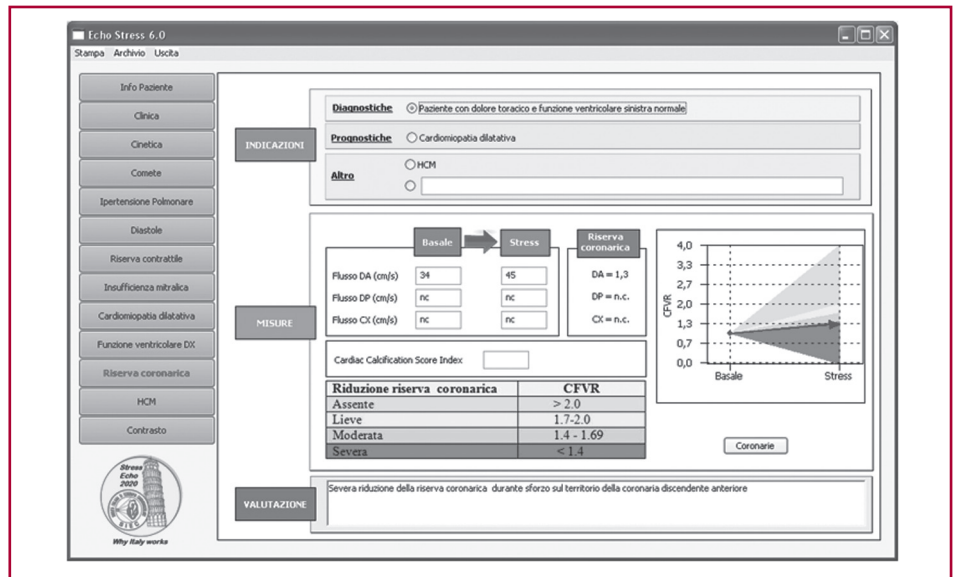 Echo Stress 6.0
Stampa Archivio Uscita
Info Paziente
Clinica
Cinetica
Comete
Ipertensione Polmonare
Diastole
Riserva contrattile
Insufficienza mitralica
Cardiomiopatia dilatativa
Funzione ventricolare DX
Riserva coronarica
HCM
Contrasto
Stress
Echo
2020
SIEC
Why Italy works
INDICAZIONI
Diagnostiche Paziente con dolore toracico e funzione ventricolare sinistra normale
Prognostiche Cardiomiopatia dilatativa
Altro HCM
MISURE
Basale Stress Riserva
coronarica
Flusso DA (cm/s) 34 45 DA = 1,3
Flusso DP (cm/s) nc nc DP = n.c.
Flusso CX (cm/s) nc nc CX = n.c.
Cardiac Calcification Score Index
Riduzione riserva coronarica CFVR
Assente > 2.0
Lieve 1.7-2.0
Moderata 1.4 - 1.69
Severa < 1.4
CFVR
4,0
3,3
2,7
2,0
1,3
0,7
0,0
Basale Stress
Coronarie
VALUTAZIONE
Severa riduzione della riserva coronarica durante sforzo sul territorio della coronaria discendente anteriore